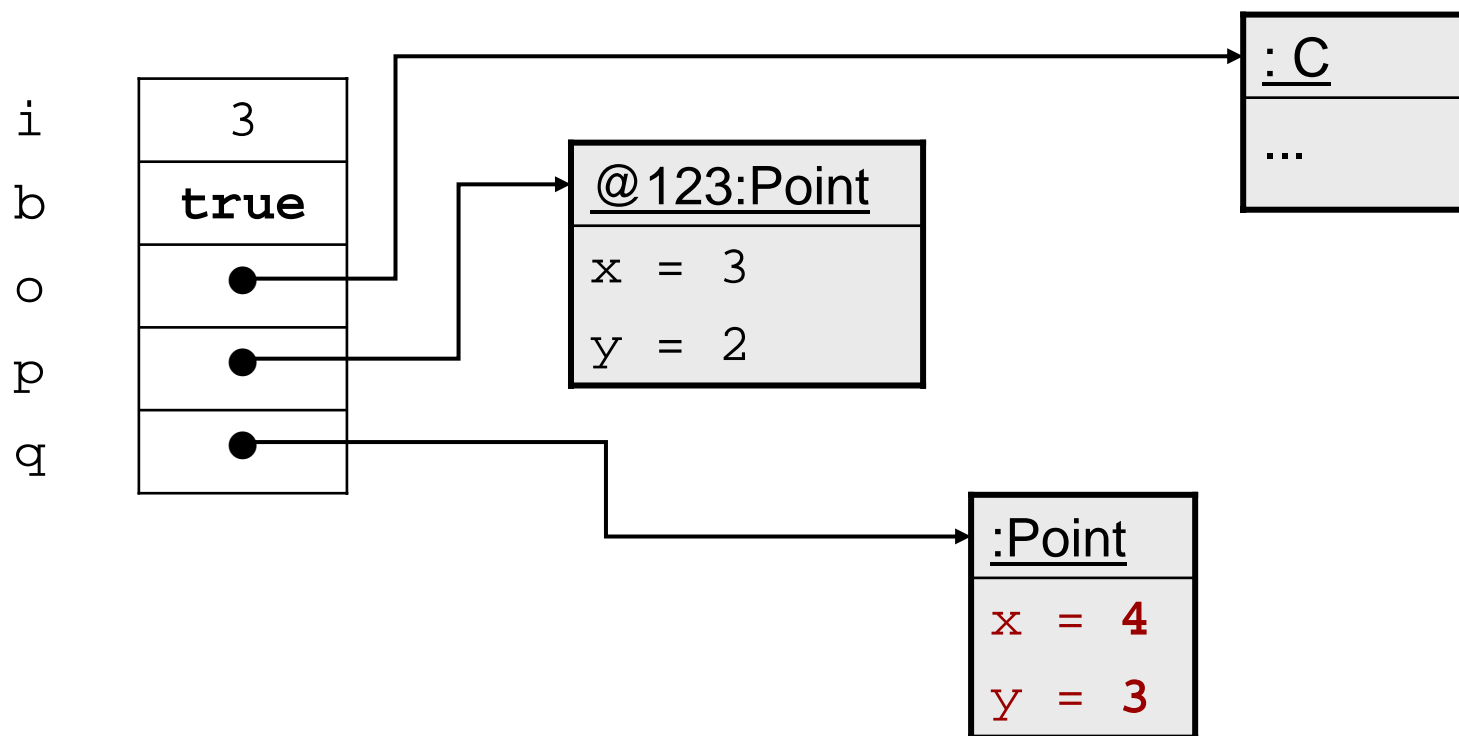 i 3
b true
o
p
q
: C
...
@123:Point
x = 3
y = 2
:Point
x = 4
y = 3